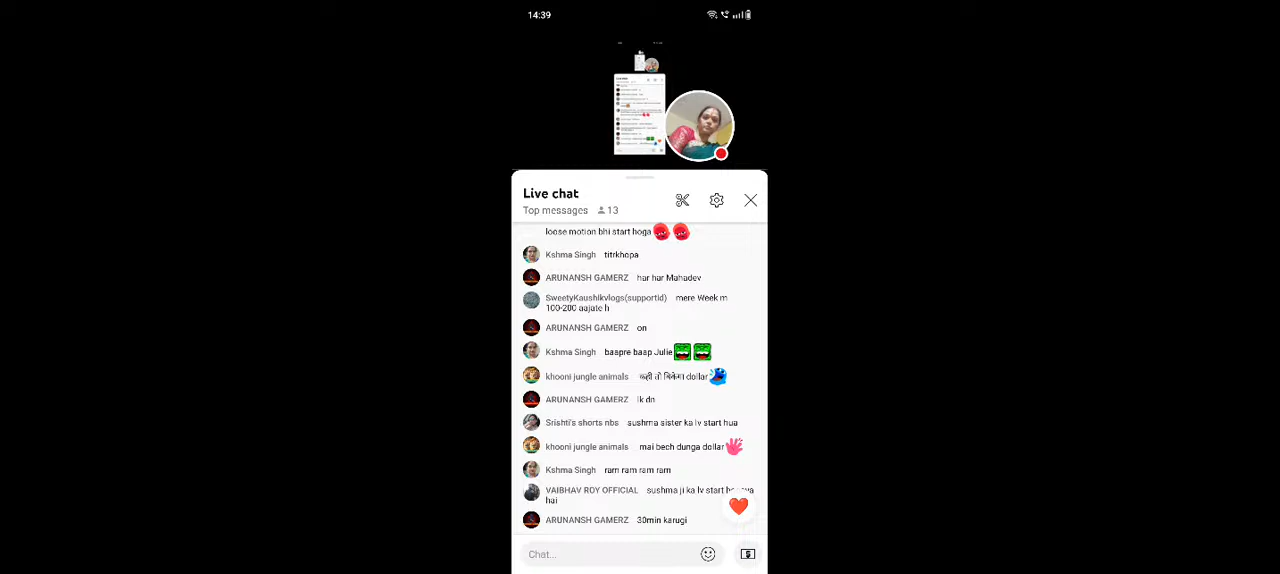 14:39
Live chat
Top messages 13
loose motion bhi start hoga
Kshma Singh titrkhopa
ARUNANSH GAMERZ har har Mahadev
SweetyKaushikvlogs(supportid) mere Week m
100-200 aajate h
ARUNANSH GAMERZ on
Kshma Singh baapre baap Julie
khooni jungle animals कही तो मिलेगा dollar
ARUNANSH GAMERZ lk dn
Srishti's shorts nbs sushma sister ka lv start hua
khooni jungle animals mai bech dunga dollar
Kshma Singh ram ram ram ram
VAIBHAV ROY OFFICIAL sushma ji ka lv start
hai
ARUNANSH GAMERZ 30min karugi
Chat...